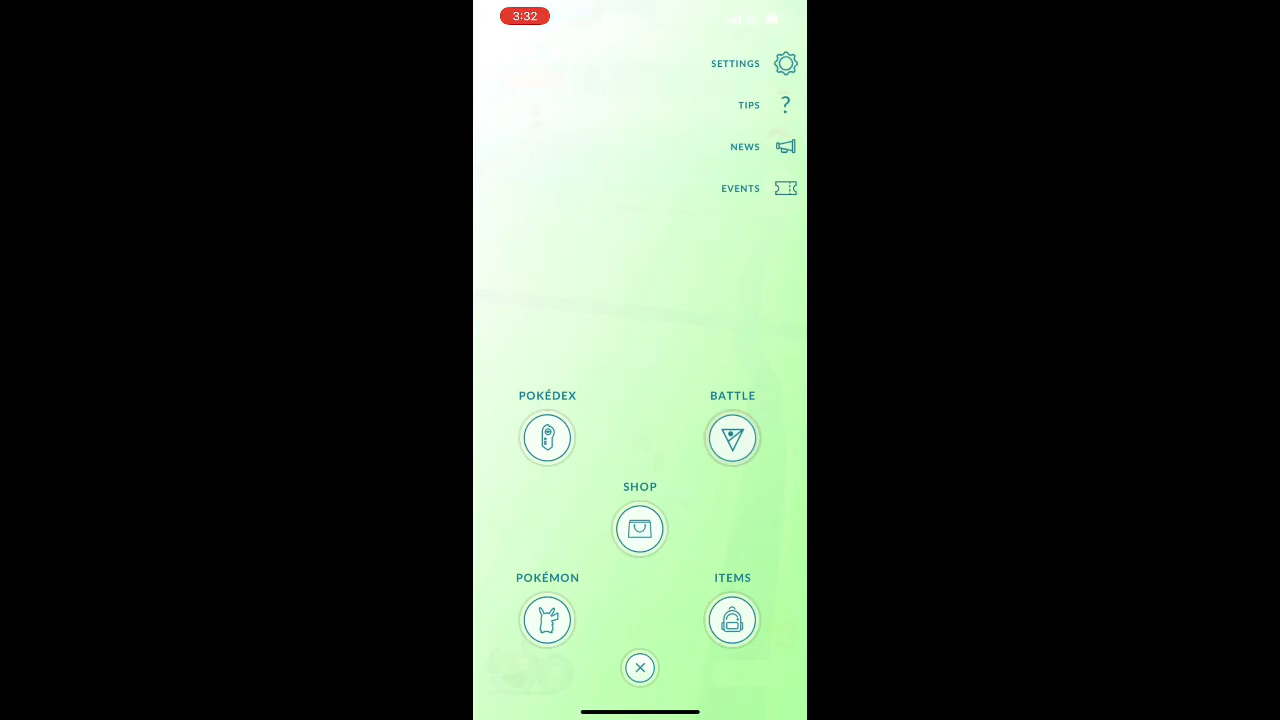 3:32
SETTINGS
TIPS
?
NEWS
EVENTS
POKÉDEX
BATTLE
SHOP
POKÉMON
ITEMS